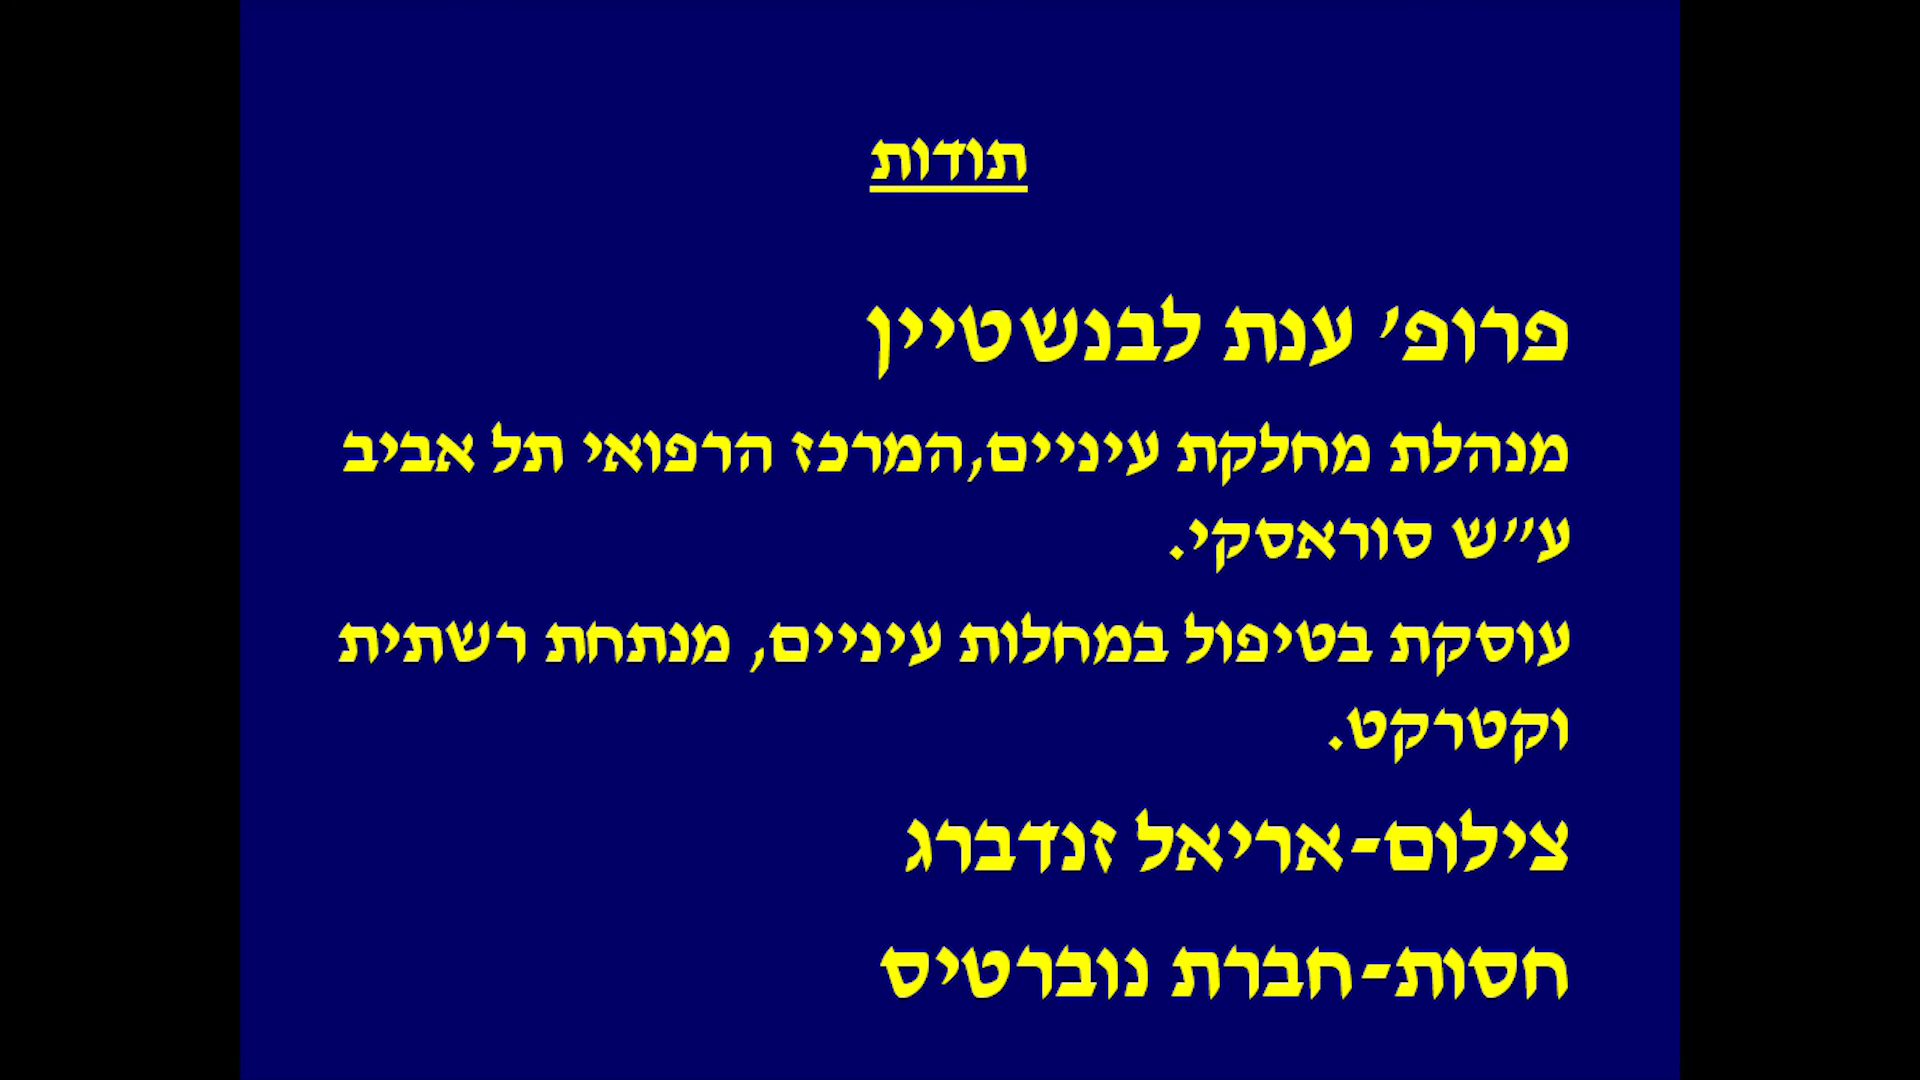 תודות
פרופ׳ ענת לבנשטיין
מנהלת מחלקת עיניים,המרכז הרפואי תל אביב
ע״ש סוראסקי.
עוסקת בטיפול במחלות עיניים, מנתחת רשתית
וקטרקט.
צילום-אריאל זנדברג
חסות-חברת נוברטיס